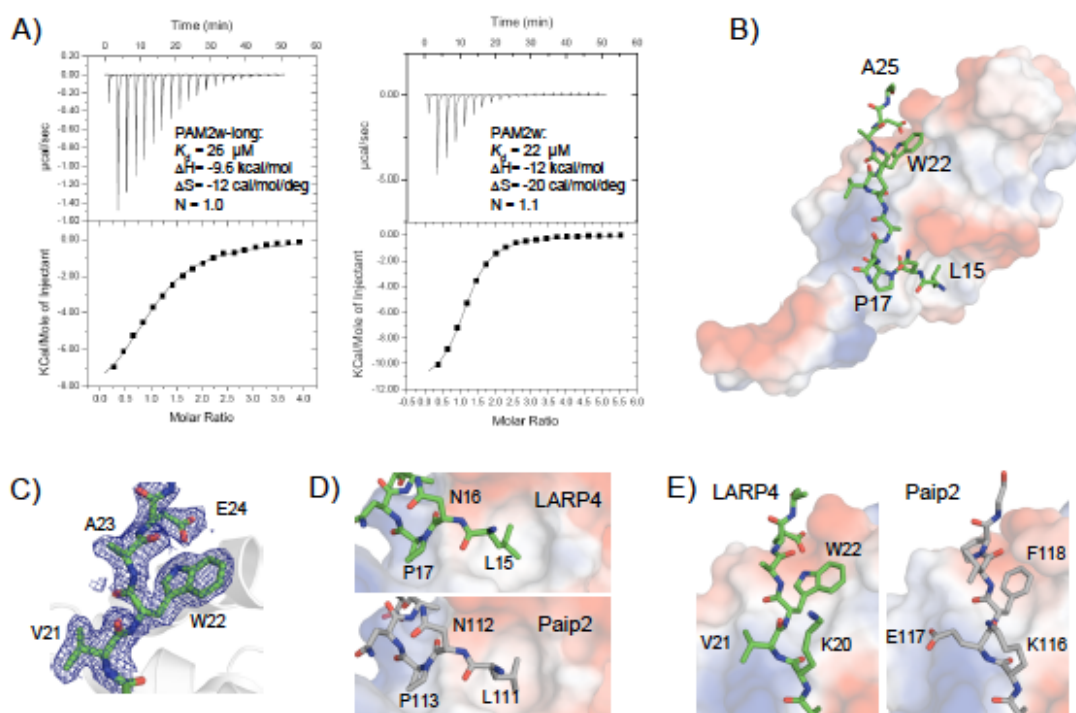 A)
Time (min)
0 10 20 30 40 50 60
0.20
0.00
-0.20
-0.40
-0.60
-0.80
-1.00
-1.20
-1.40
-1.60
µcal/sec
PAM2w-long:
Kd = 26 µM
ΔH= -9.6 kcal/mol
ΔS= -12 cal/mol/deg
N = 1.0
0.00
-2.00
-4.00
-6.00
-8.00
KCal/Mole of Injectant
0.0 0.5 1.0 1.5 2.0 2.5 3.0 3.5 4.0
Molar Ratio
Time (min)
0 10 20 30 40 50 60
0.00
-5.00
µcal/sec
PAM2w:
Kd = 22 µM
ΔH= -12 kcal/mol
ΔS= -20 cal/mol/deg
N = 1.1
0.00
-2.00
-4.00
-6.00
-8.00
-10.00
-12.00
KCal/Mole of Injectant
-0.5 0.0 0.5 1.0 1.5 2.0 2.5 3.0 3.5 4.0 4.5 5.0 5.5 6.0
Molar Ratio
B)
A25
W22
L15
P17
C)
E24
A23
W22
V21
D)
N16
LARP4
P17
L15
N112
Paip2
P113
L111
E)
LARP4
W22
V21
K20
Paip2
F118
E117
K116